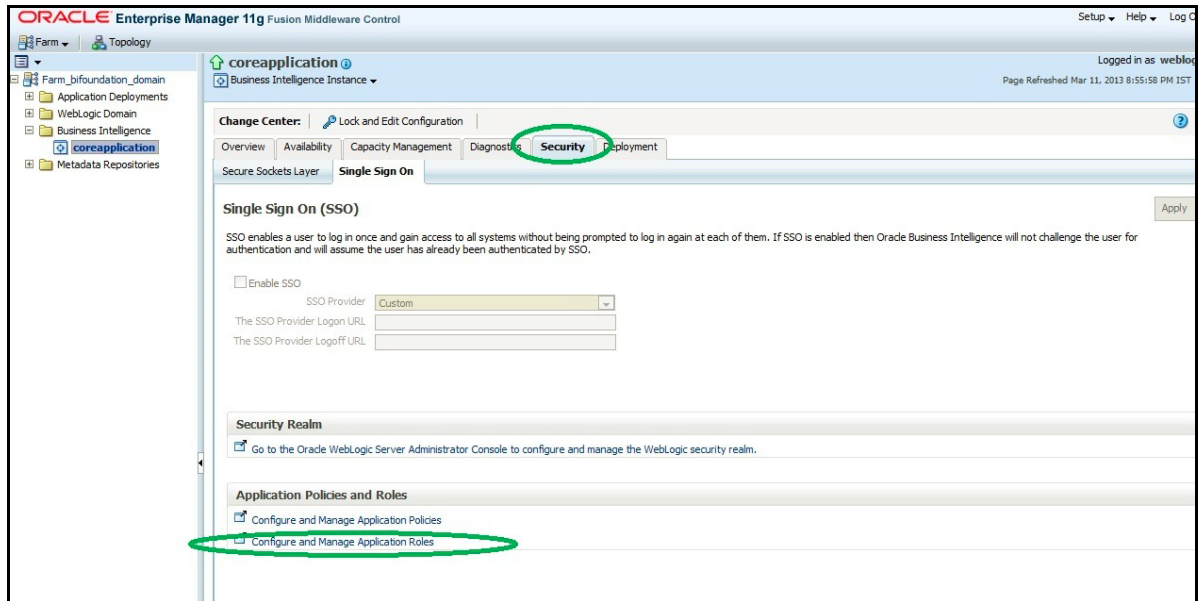 ORACLE Enterprise Manager 11g Fusion Middleware Control
Setup Help Log
Farm Topology
Farm_bifoundation_domain
Application Deployments
WebLogic Domain
Business Intelligence
coreapplication
Metadata Repositories
coreapplication
Logged in as weblog
Business Intelligence Instance
Page Refreshed Mar 11, 2013 8:55:58 PM IST
Change Center: Lock and Edit Configuration
Overview Availability Capacity Management Diagnostics Security Deployment
Secure Sockets Layer Single Sign On
Single Sign On (SSO)
Apply
SSO enables a user to log in once and gain access to all systems without being prompted to log in again at each of them. If SSO is enabled then Oracle Business Intelligence will not challenge the user for
authentication and will assume the user has already been authenticated by SSO.
Enable SSO
SSO Provider Custom
The SSO Provider Logon URL
The SSO Provider Logoff URL
Security Realm
Go to the Oracle WebLogic Server Administrator Console to configure and manage the WebLogic security realm.
Application Policies and Roles
Configure and Manage Application Policies
Configure and Manage Application Roles